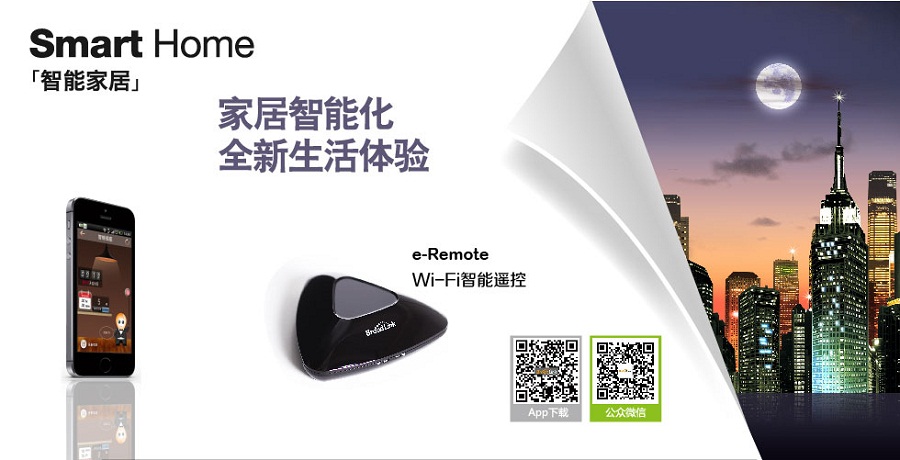 Smart Home
「智能家居」
家居智能化
全新生活体验
e-Remote
Wi-Fi智能遥控
BroadLink
App下载
公众微信